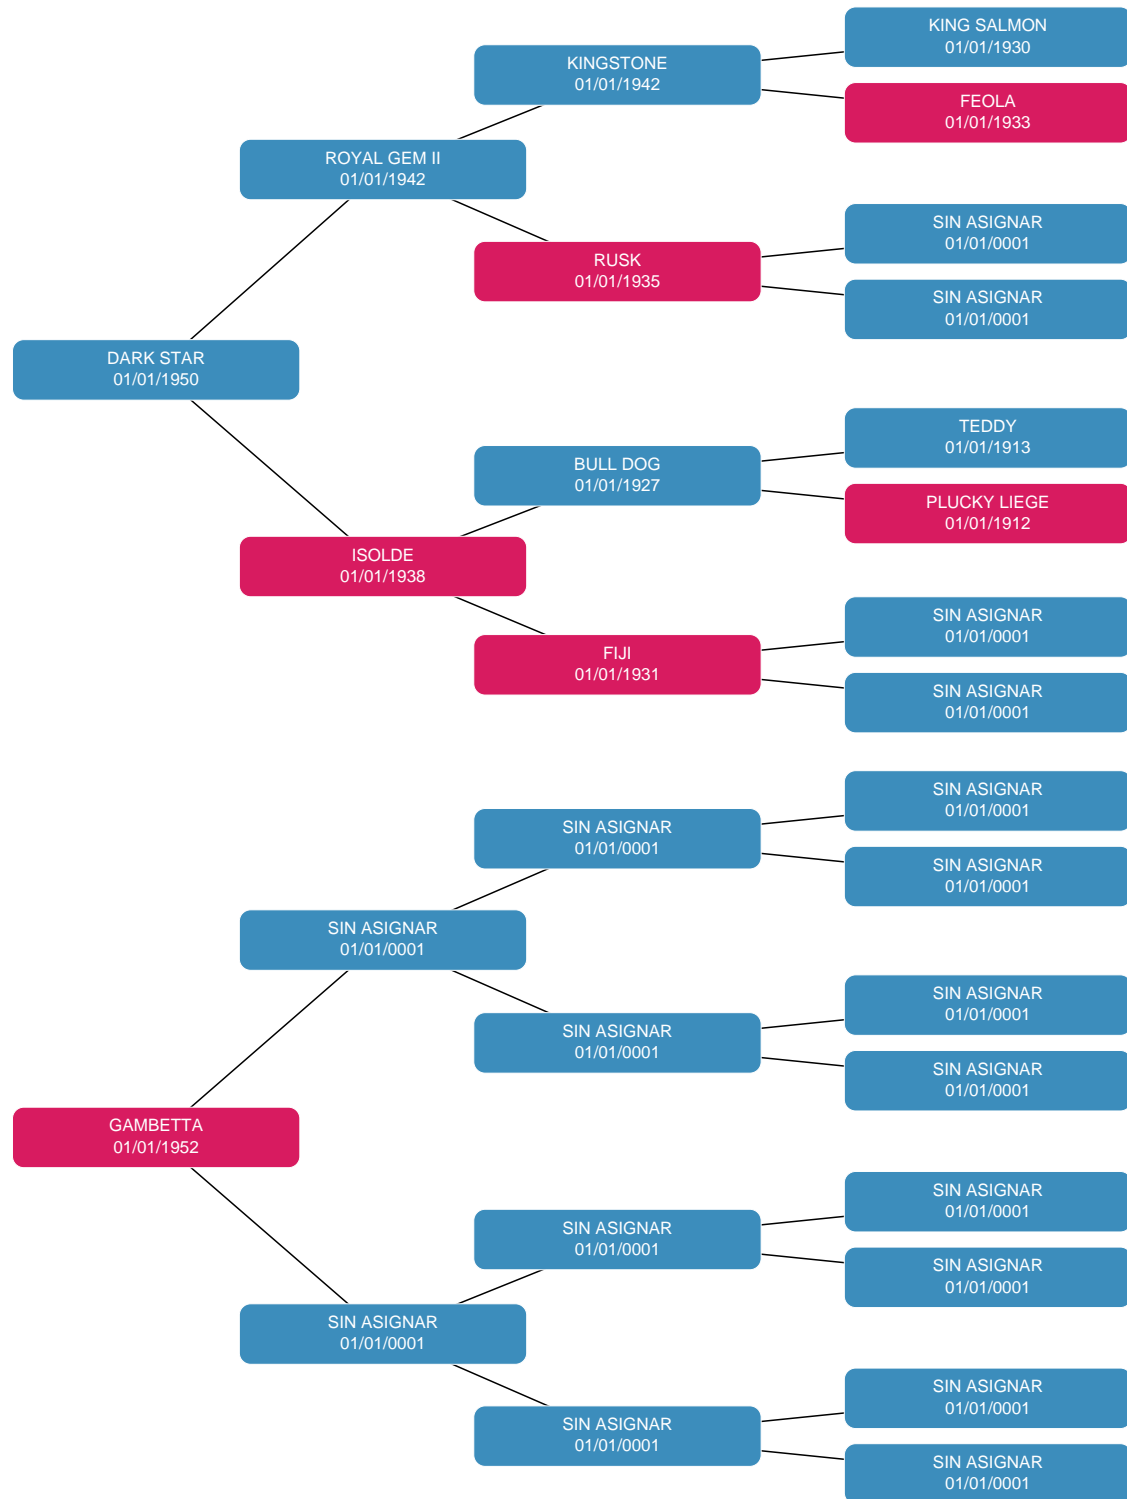 KING SALMON
01/01/1930
KINGSTONE
01/01/1942
FEOLA
01/01/1933
ROYAL GEM II
01/01/1942
SIN ASIGNAR
01/01/0001
RUSK
01/01/1935
SIN ASIGNAR
01/01/0001
DARK STAR
01/01/1950
TEDDY
01/01/1913
BULL DOG
01/01/1927
PLUCKY LIEGE
01/01/1912
ISOLDE
01/01/1938
SIN ASIGNAR
01/01/0001
FIJI
01/01/1931
SIN ASIGNAR
01/01/0001
SIN ASIGNAR
01/01/0001
SIN ASIGNAR
01/01/0001
SIN ASIGNAR
01/01/0001
SIN ASIGNAR
01/01/0001
SIN ASIGNAR
01/01/0001
SIN ASIGNAR
01/01/0001
SIN ASIGNAR
01/01/0001
GAMBETTA
01/01/1952
SIN ASIGNAR
01/01/0001
SIN ASIGNAR
01/01/0001
SIN ASIGNAR
01/01/0001
SIN ASIGNAR
01/01/0001
SIN ASIGNAR
01/01/0001
SIN ASIGNAR
01/01/0001
SIN ASIGNAR
01/01/0001